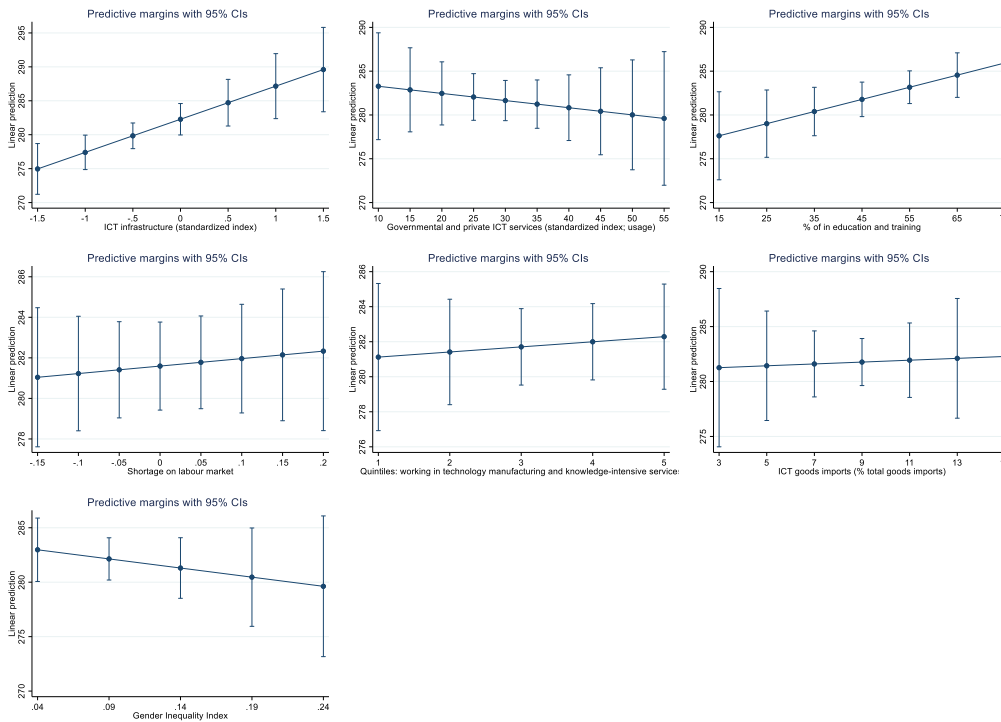 Predictive margins with 95% CIs
Linear prediction
270 275 280 285 290 295
-1.5 -1 -.5 0 .5 1 1.5
ICT infrastructure (standardized index)
Predictive margins with 95% CIs
Linear prediction
270 275 280 285 290
10 15 20 25 30 35 40 45 50 55
Governmental and private ICT services (standardized index; usage)
Predictive margins with 95% CIs
Linear prediction
270 275 280 285 290
15 25 35 45 55 65
% of in education and training
Predictive margins with 95% CIs
Linear prediction
278 280 282 284 286
-.15 -.1 -.05 0 .05 .1 .15 .2
Shortage on labour market
Predictive margins with 95% CIs
Linear prediction
276 278 280 282 284 286
1 2 3 4 5
Quintiles: working in technology manufacturing and knowledge-intensive services
Predictive margins with 95% CIs
Linear prediction
275 280 285 290
3 5 7 9 11 13
ICT goods imports (% total goods imports)
Predictive margins with 95% CIs
Linear prediction
270 275 280 285
.04 .09 .14 .19 .24
Gender Inequality Index